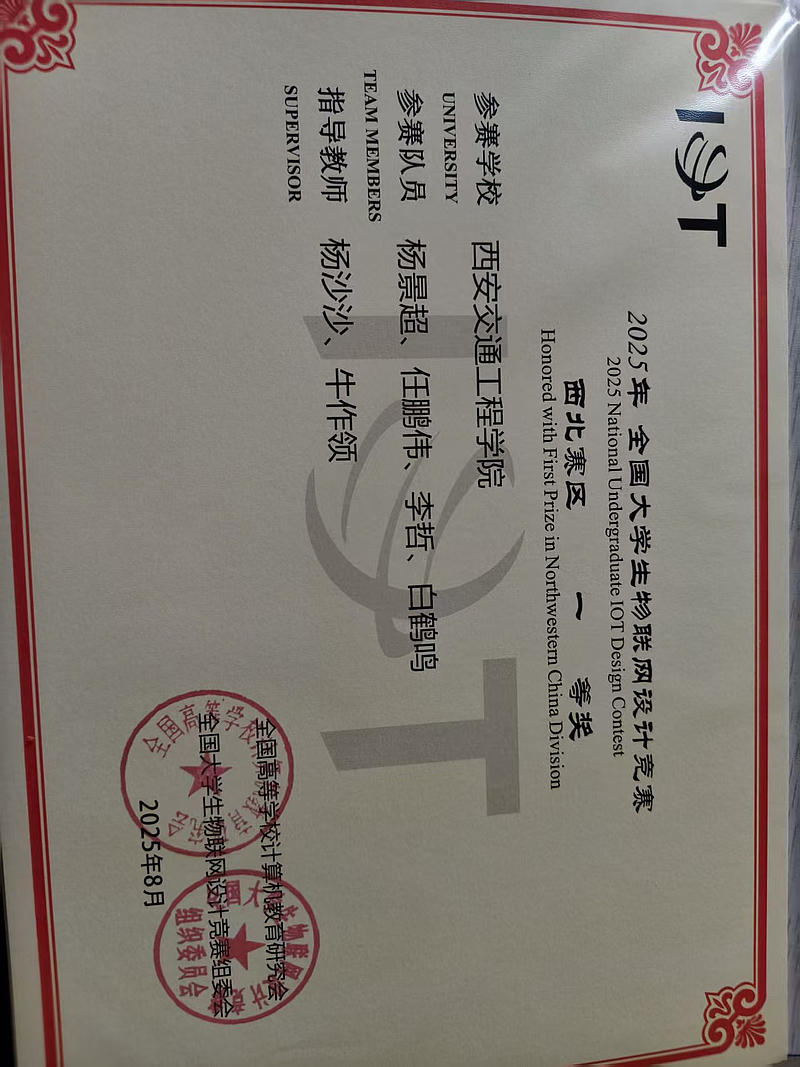 IOT
2025年 全国大学生物联网设计竞赛
2025 National Undergraduate IOT Design Contest
西北赛区 一 等奖
Honored with First Prize in Northwestern China Division
参赛学校 西安交通工程学院
UNIVERSITY
参赛队员 杨景超、任鹏伟、李哲、白鹤鸣
TEAM MEMBERS
指导教师 杨沙沙、牛作领
SUPERVISOR
IOT
全国高等学校计算机教育研究会
全国大学生物联网设计竞赛组委会
2025年8月
组织委员会